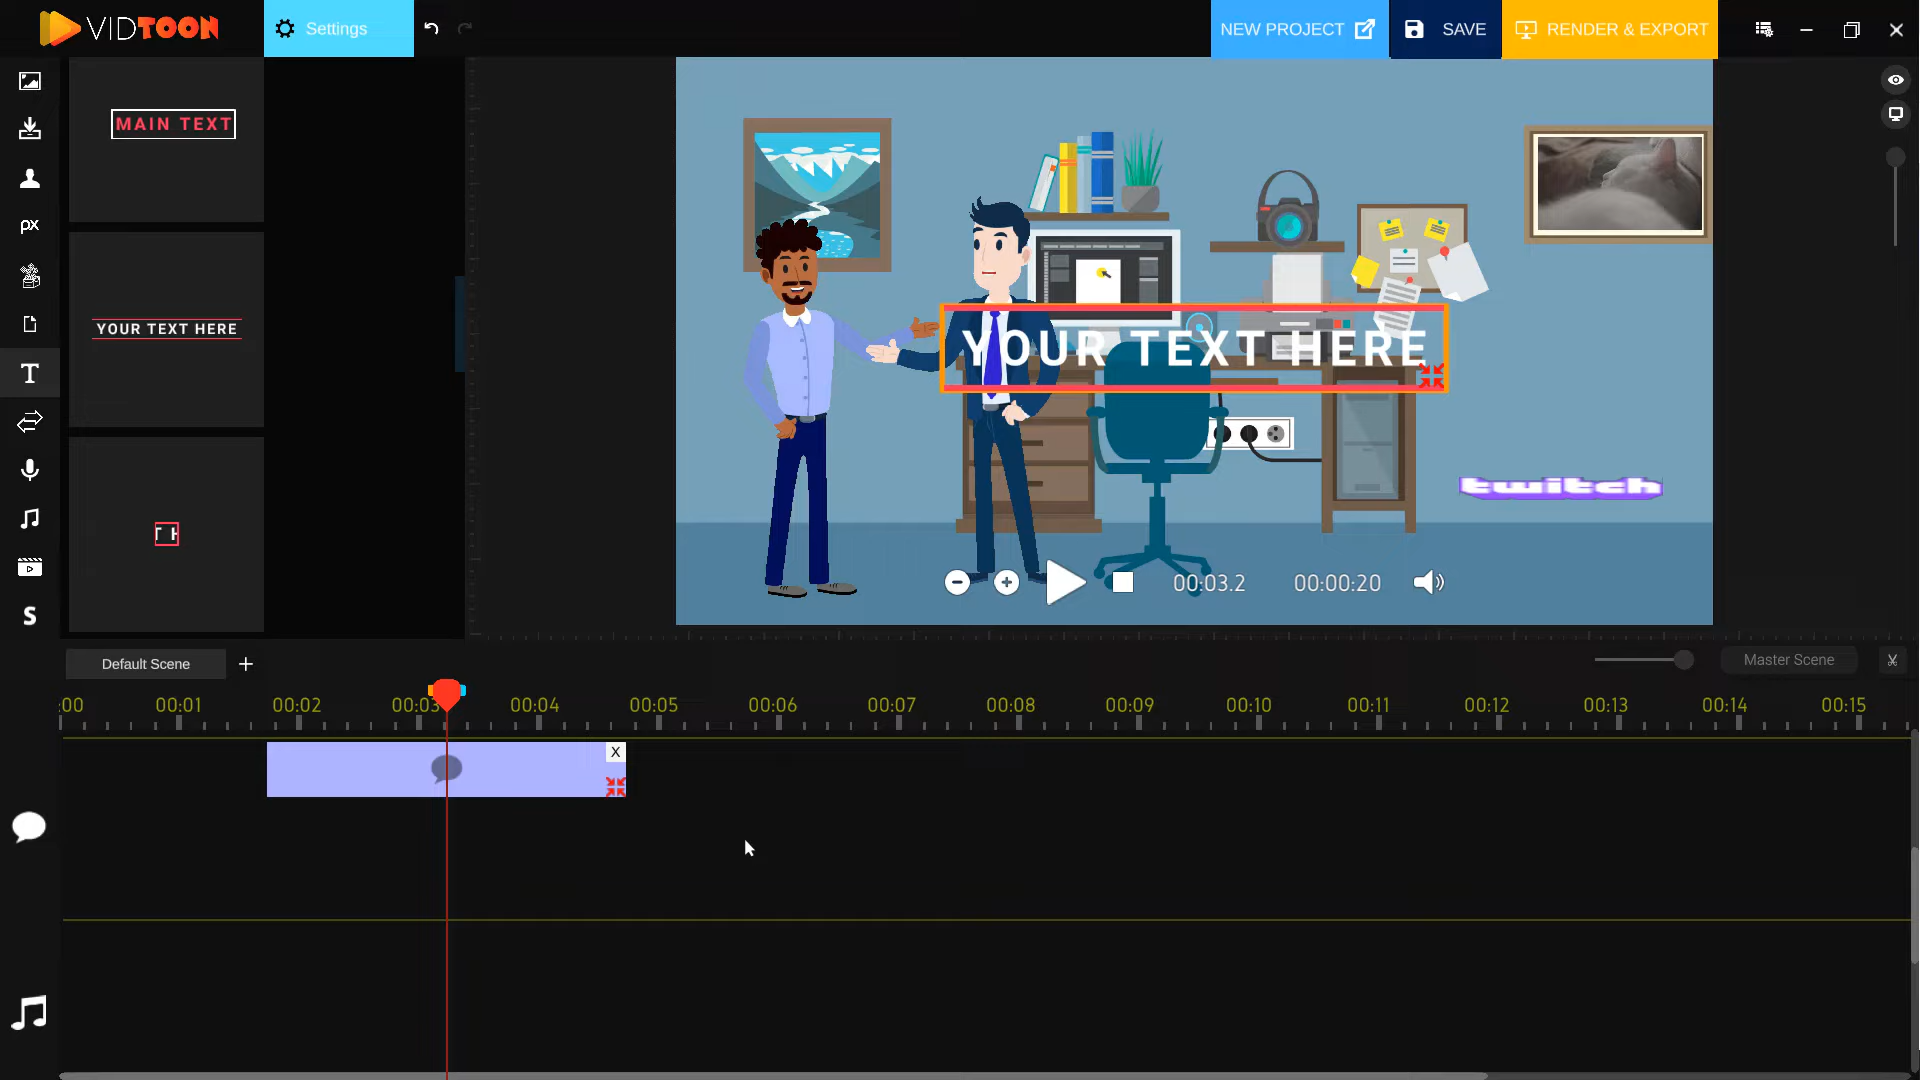 VIDTOON
Settings
NEW PROJECT
SAVE
RENDER & EXPORT
MAIN TEXT
px
YOUR TEXT HERE
YOUR TEXT HERE
T
T H
twitch
S
00:03.2
00:00:20
Default Scene
+
Master Scene
:00
00:01
00:02
00:03
00:04
00:05
00:06
00:07
00:08
00:09
00:10
00:11
00:12
00:13
00:14
00:15
X